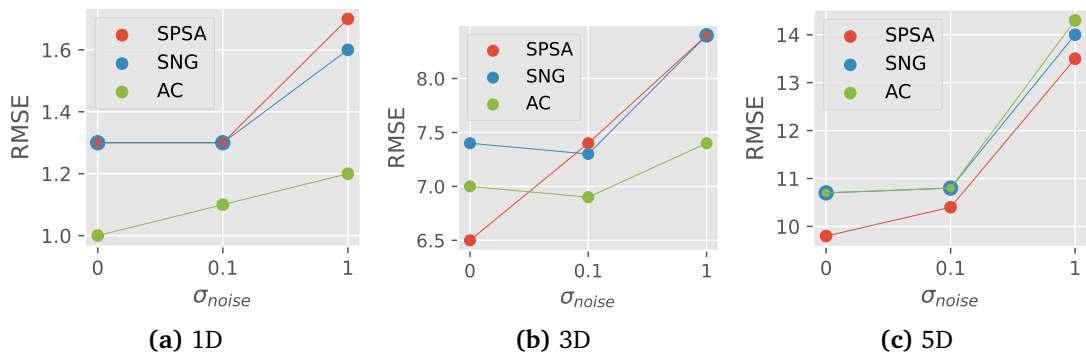 SPSA
SNG
AC
RMSE
1.6
1.4
1.2
1.0
0 0.1 1
σnoise
(a) 1D
SPSA
SNG
AC
RMSE
8.0
7.5
7.0
6.5
0 0.1 1
σnoise
(b) 3D
SPSA
SNG
AC
RMSE
14
13
12
11
10
0 0.1 1
σnoise
(c) 5D